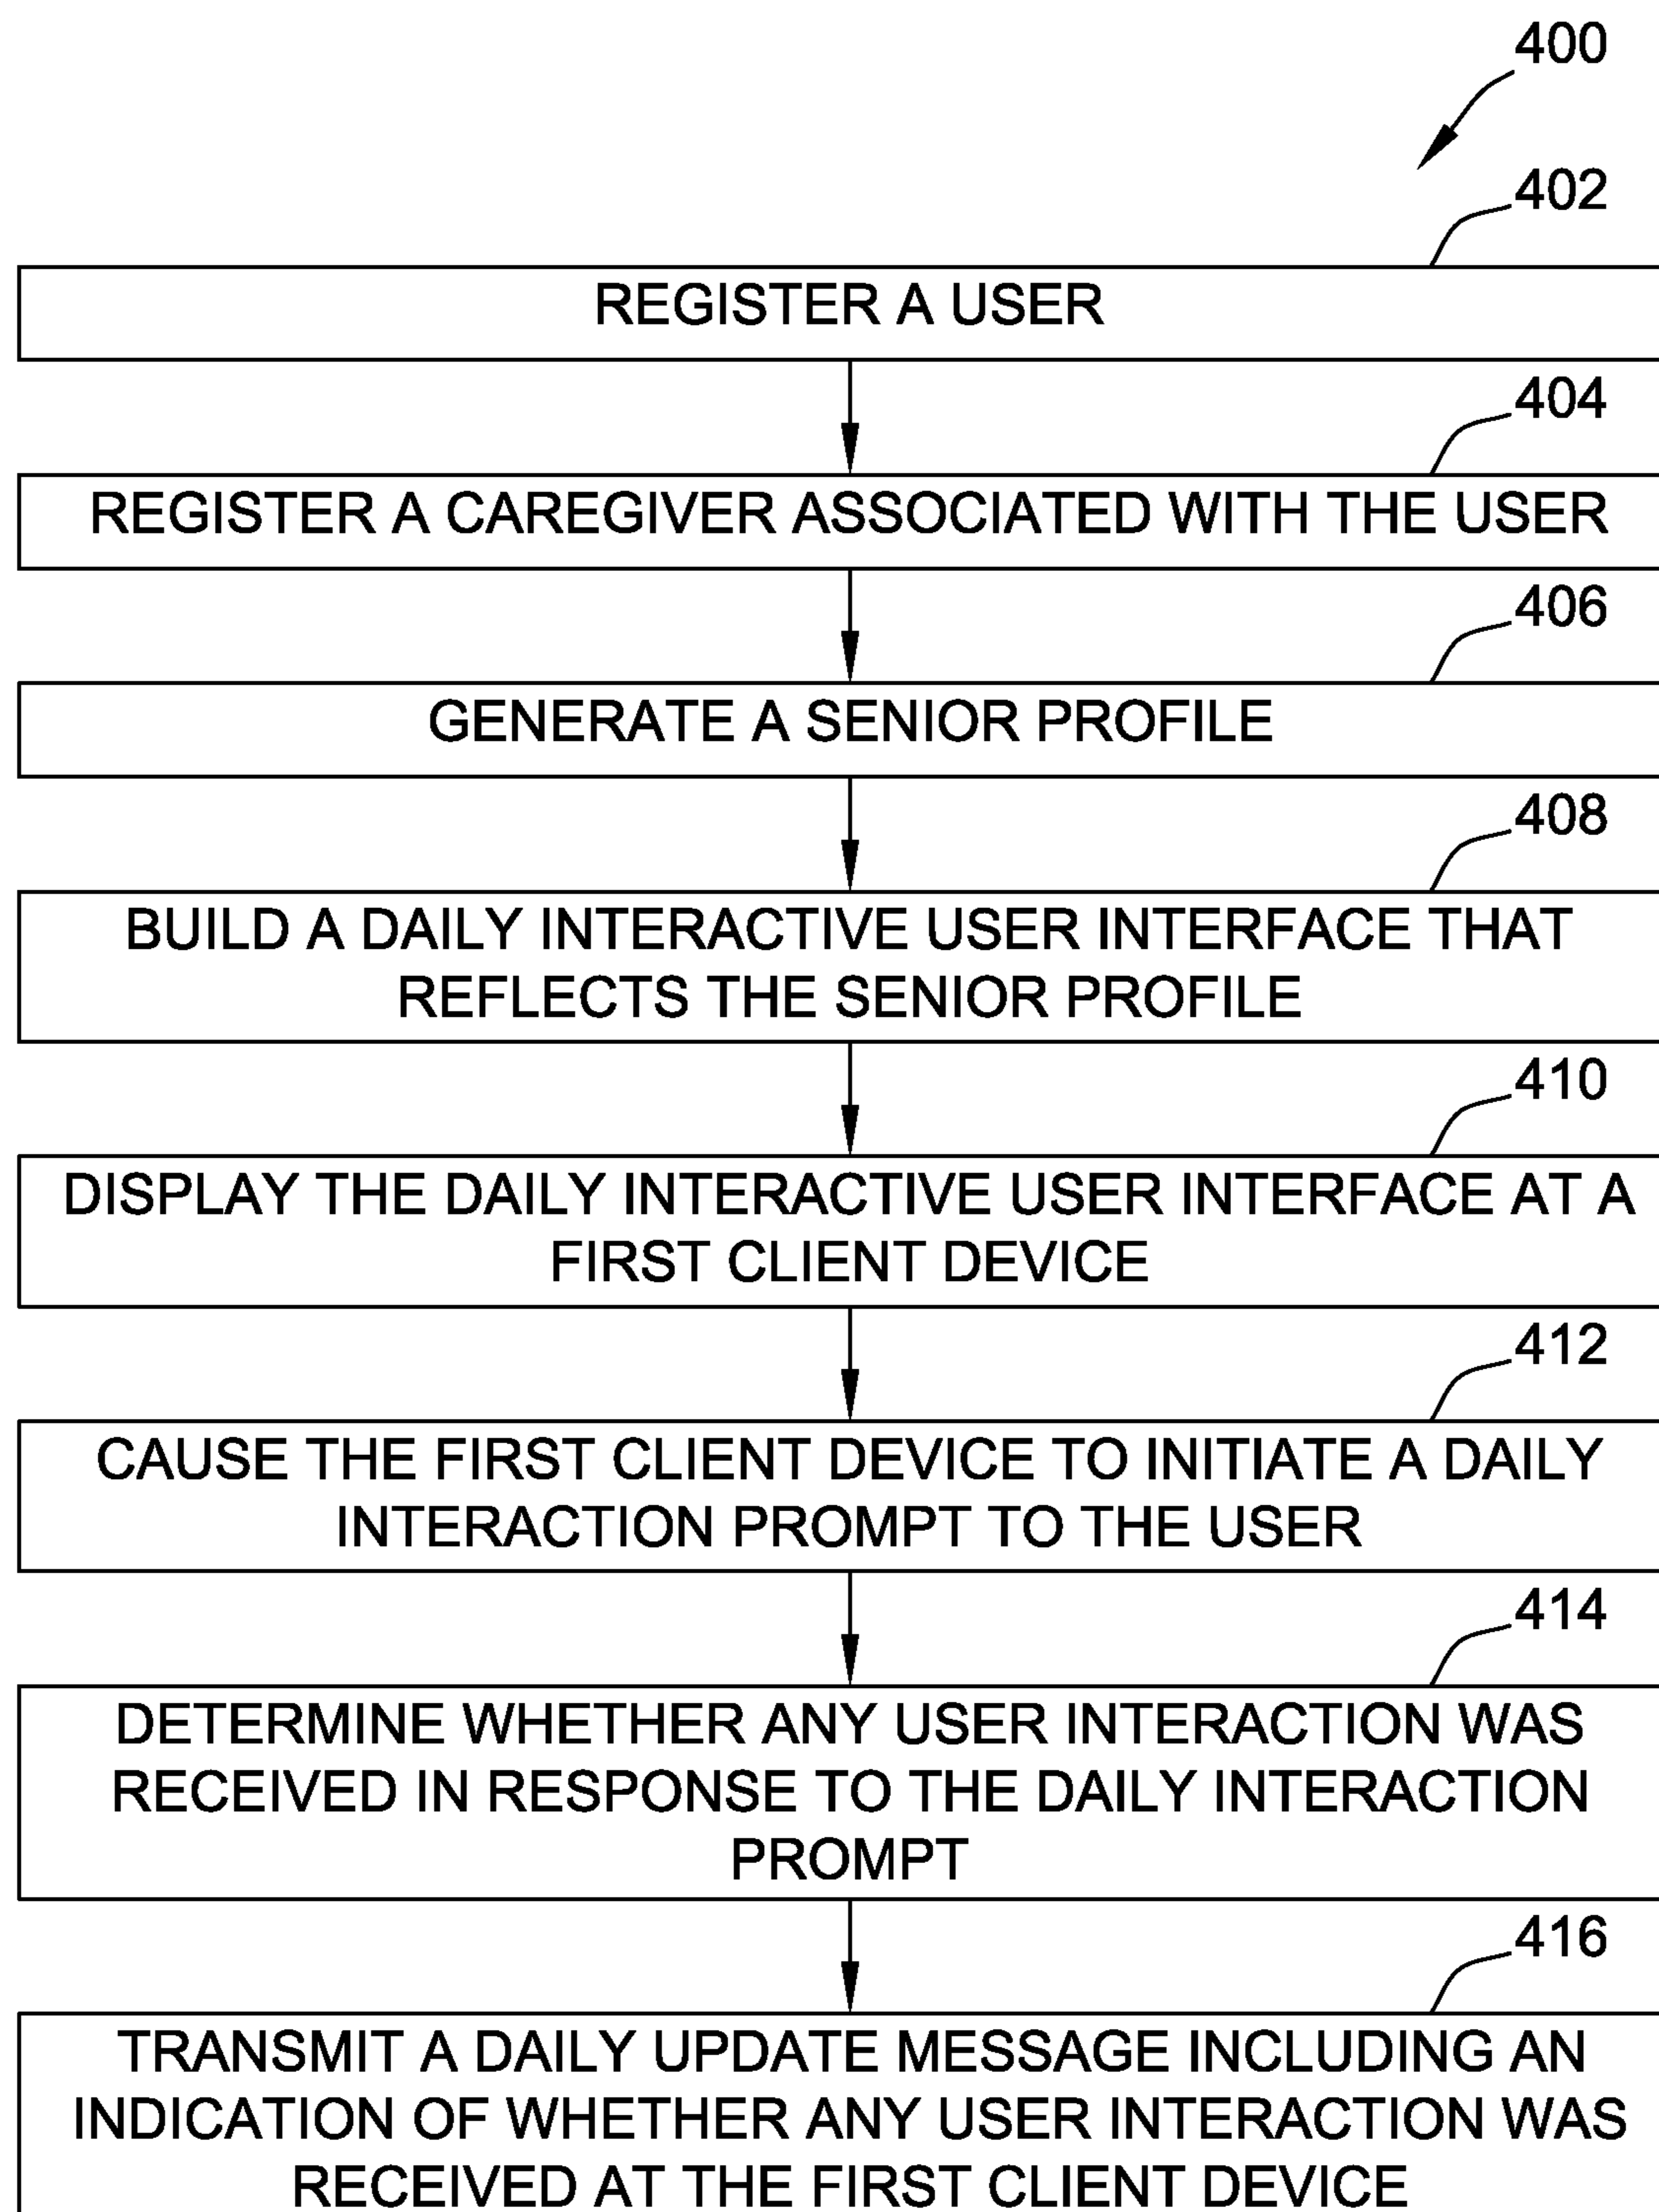 400
402
REGISTER A USER
404
REGISTER A CAREGIVER ASSOCIATED WITH THE USER
406
GENERATE A SENIOR PROFILE
408
BUILD A DAILY INTERACTIVE USER INTERFACE THAT
REFLECTS THE SENIOR PROFILE
410
DISPLAY THE DAILY INTERACTIVE USER INTERFACE AT A
FIRST CLIENT DEVICE
412
CAUSE THE FIRST CLIENT DEVICE TO INITIATE A DAILY
INTERACTION PROMPT TO THE USER
414
DETERMINE WHETHER ANY USER INTERACTION WAS
RECEIVED IN RESPONSE TO THE DAILY INTERACTION
PROMPT
416
TRANSMIT A DAILY UPDATE MESSAGE INCLUDING AN
INDICATION OF WHETHER ANY USER INTERACTION WAS
RECEIVED AT THE FIRST CLIENT DEVICE